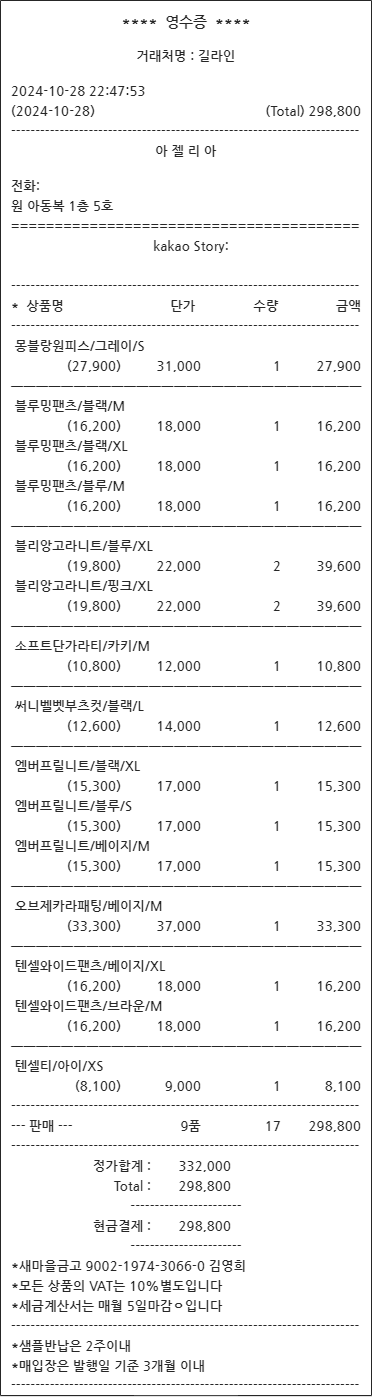 **** 영수증 ****
거래처명 : 길라인
2024-10-28 22:47:53
(2024-10-28) (Total) 298,800
아 젤 리 아
전화:
원 아동복 1층 5호
kakao Story:
* 상품명 단가 수량 금액
몽블랑원피스/그레이/S
(27,900) 31,000 1 27,900
블루밍팬츠/블랙/M
(16,200) 18,000 1 16,200
블루밍팬츠/블랙/XL
(16,200) 18,000 1 16,200
블루밍팬츠/블루/M
(16,200) 18,000 1 16,200
블리앙고라니트/블루/XL
(19,800) 22,000 2 39,600
블리앙고라니트/핑크/XL
(19,800) 22,000 2 39,600
소프트단가라티/카키/M
(10,800) 12,000 1 10,800
써니벨벳부츠컷/블랙/L
(12,600) 14,000 1 12,600
엠버프릴니트/블랙/XL
(15,300) 17,000 1 15,300
엠버프릴니트/블루/S
(15,300) 17,000 1 15,300
엠버프릴니트/베이지/M
(15,300) 17,000 1 15,300
오브제카라패팅/베이지/M
(33,300) 37,000 1 33,300
텐셀와이드팬츠/베이지/XL
(16,200) 18,000 1 16,200
텐셀와이드팬츠/브라운/M
(16,200) 18,000 1 16,200
텐셀티/아이/XS
(8,100) 9,000 1 8,100
--- 판매 --- 9품 17 298,800
정가합계 : 332,000
Total : 298,800
현금결제 : 298,800
*새마을금고 9002-1974-3066-0 김영희
*모든 상품의 VAT는 10%별도입니다
*세금계산서는 매월 5일마감ㅇ입니다
*샘플반납은 2주이내
*매입장은 발행일 기준 3개월 이내